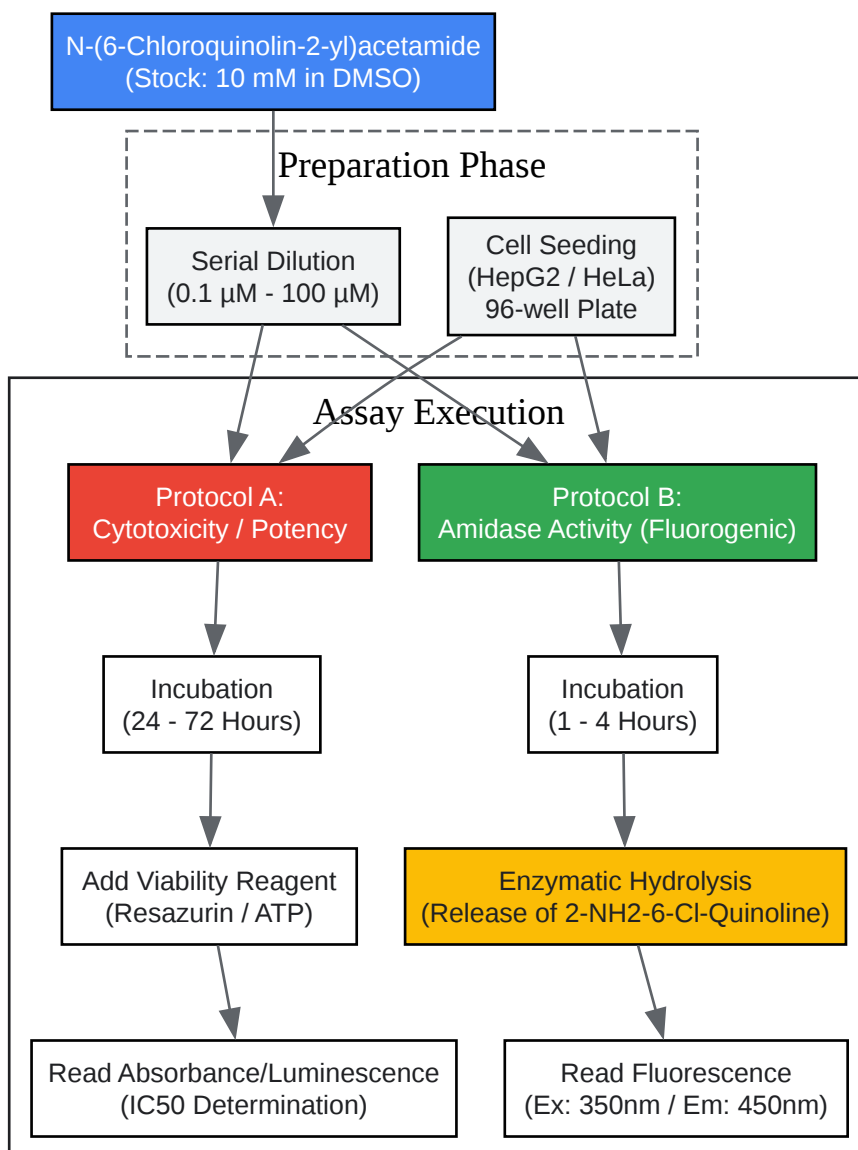 N-(6-Chloroquinolin-2-yl)acetamide
(Stock: 10 mM in DMSO)
Preparation Phase
Serial Dilution
(0.1 µM - 100 µM)
Cell Seeding
(HepG2 / HeLa)
96-well Plate
Assay Execution
Protocol A:
Cytotoxicity / Potency
Protocol B:
Amidase Activity (Fluorogenic)
Incubation
(24 - 72 Hours)
Incubation
(1 - 4 Hours)
Add Viability Reagent
(Resazurin / ATP)
Enzymatic Hydrolysis
(Release of 2-NH2-6-Cl-Quinoline)
Read Absorbance/Luminescence
(IC50 Determination)
Read Fluorescence
(Ex: 350nm / Em: 450nm)